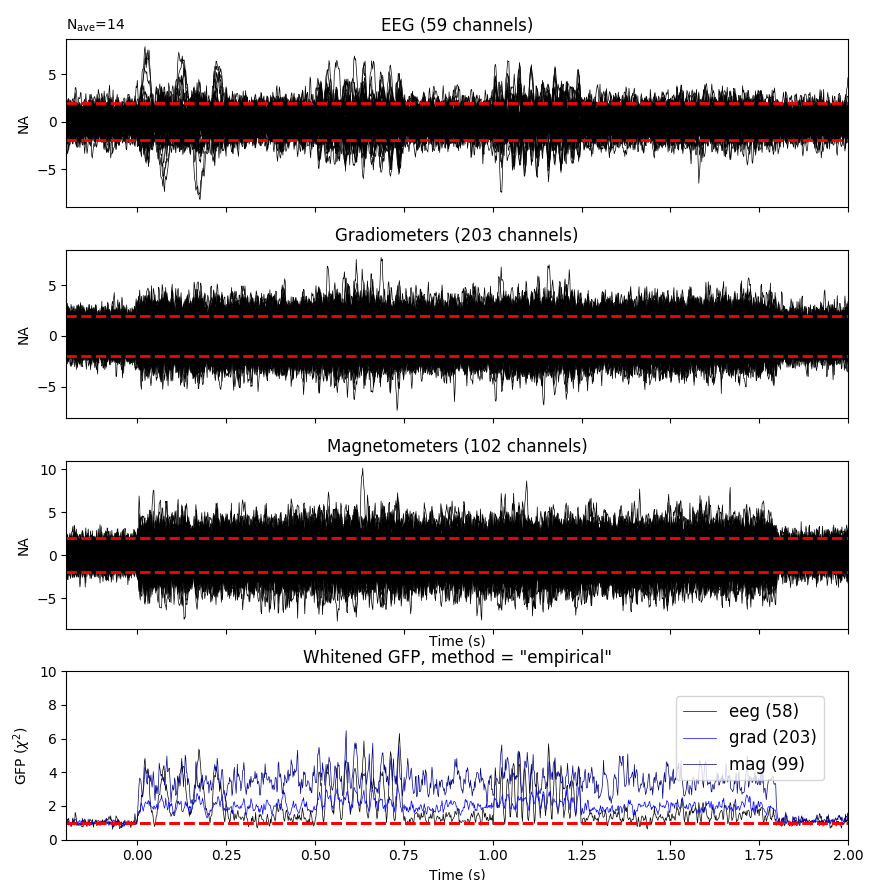 N_ave=14
EEG (59 channels)
5
0
−5
NA
Gradiometers (203 channels)
5
0
−5
NA
Magnetometers (102 channels)
10
5
0
−5
NA
Time (s)
Whitened GFP, method = "empirical"
10
8
6
4
2
0
GFP (χ²)
eeg (58)
grad (203)
mag (99)
0.00 0.25 0.50 0.75 1.00 1.25 1.50 1.75 2.00
Time (s)